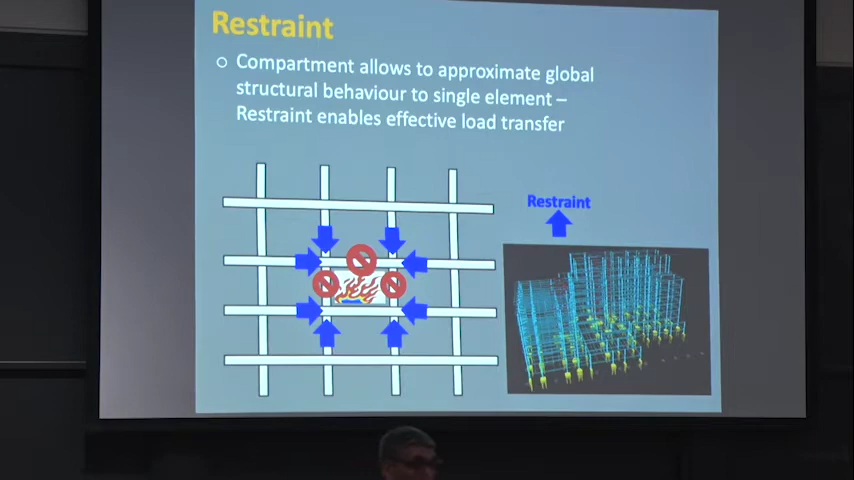 Restraint
Compartment allows to approximate global
structural behaviour to single element –
Restraint enables effective load transfer
Restraint